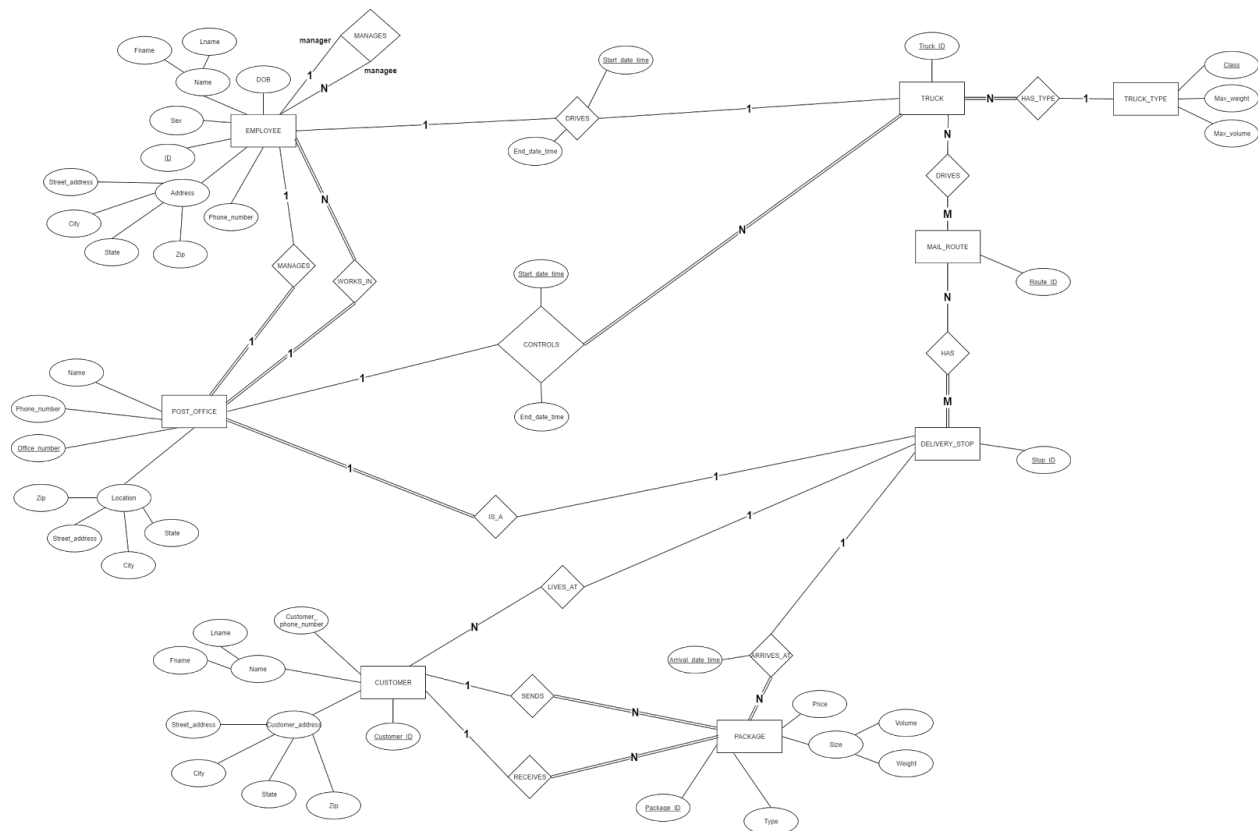 MANAGES
manager
managee
1
N
Lname
Fname
Name
DOB
Sex
EMPLOYEE
ID
Street_address
Address
City
State
Zip
Phone_number
1
Start_date_time
DRIVES
End_date_time
1
Truck_ID
TRUCK
N
HAS_TYPE
1
TRUCK_TYPE
Class
Max_weight
Max_volume
N
DRIVES
M
MAIL_ROUTE
Route_ID
N
HAS
M
DELIVERY_STOP
Stop_ID
1
N
MANAGES
WORKS_IN
1
1
Start_date_time
N
CONTROLS
1
End_date_time
Name
Phone_number
POST_OFFICE
Office_number
Zip
Location
Street_address
State
City
1
IS_A
1
LIVES_AT
1
N
1
Customer_
phone_number
Lname
Fname
Name
CUSTOMER
Street_address
Customer_address
Customer_ID
City
State
Zip
1
SENDS
N
1
RECEIVES
N
Arrival_date_time
ARRIVES_AT
N
Price
PACKAGE
Size
Volume
Weight
Package_ID
Type